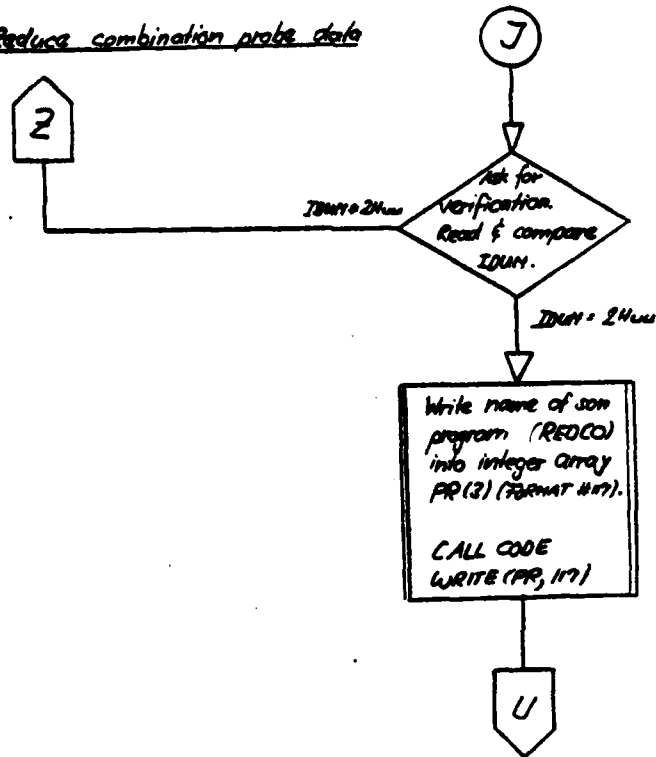 Reduce combination probe data
J
Z
Ask for
verification.
Read & compare
IDUM.
IDUM ≠ 2H␣␣
IDUM = 2H␣␣
Write name of son
program (REDCO)
into integer array
PR(3) (FORMAT #117).
CALL CODE
WRITE (PR, 117)
U